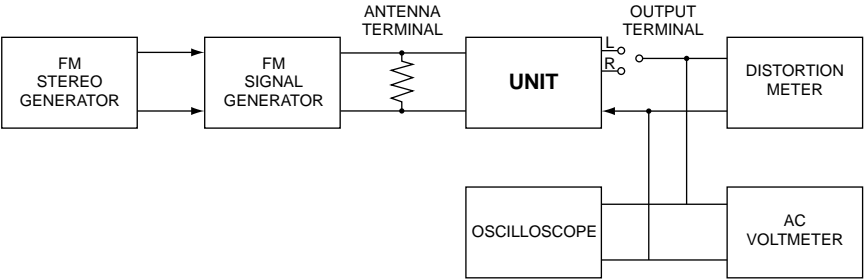 ANTENNA
TERMINAL
OUTPUT
TERMINAL
FM
STEREO
GENERATOR
FM
SIGNAL
GENERATOR
UNIT
L
R
DISTORTION
METER
OSCILLOSCOPE
AC
VOLTMETER